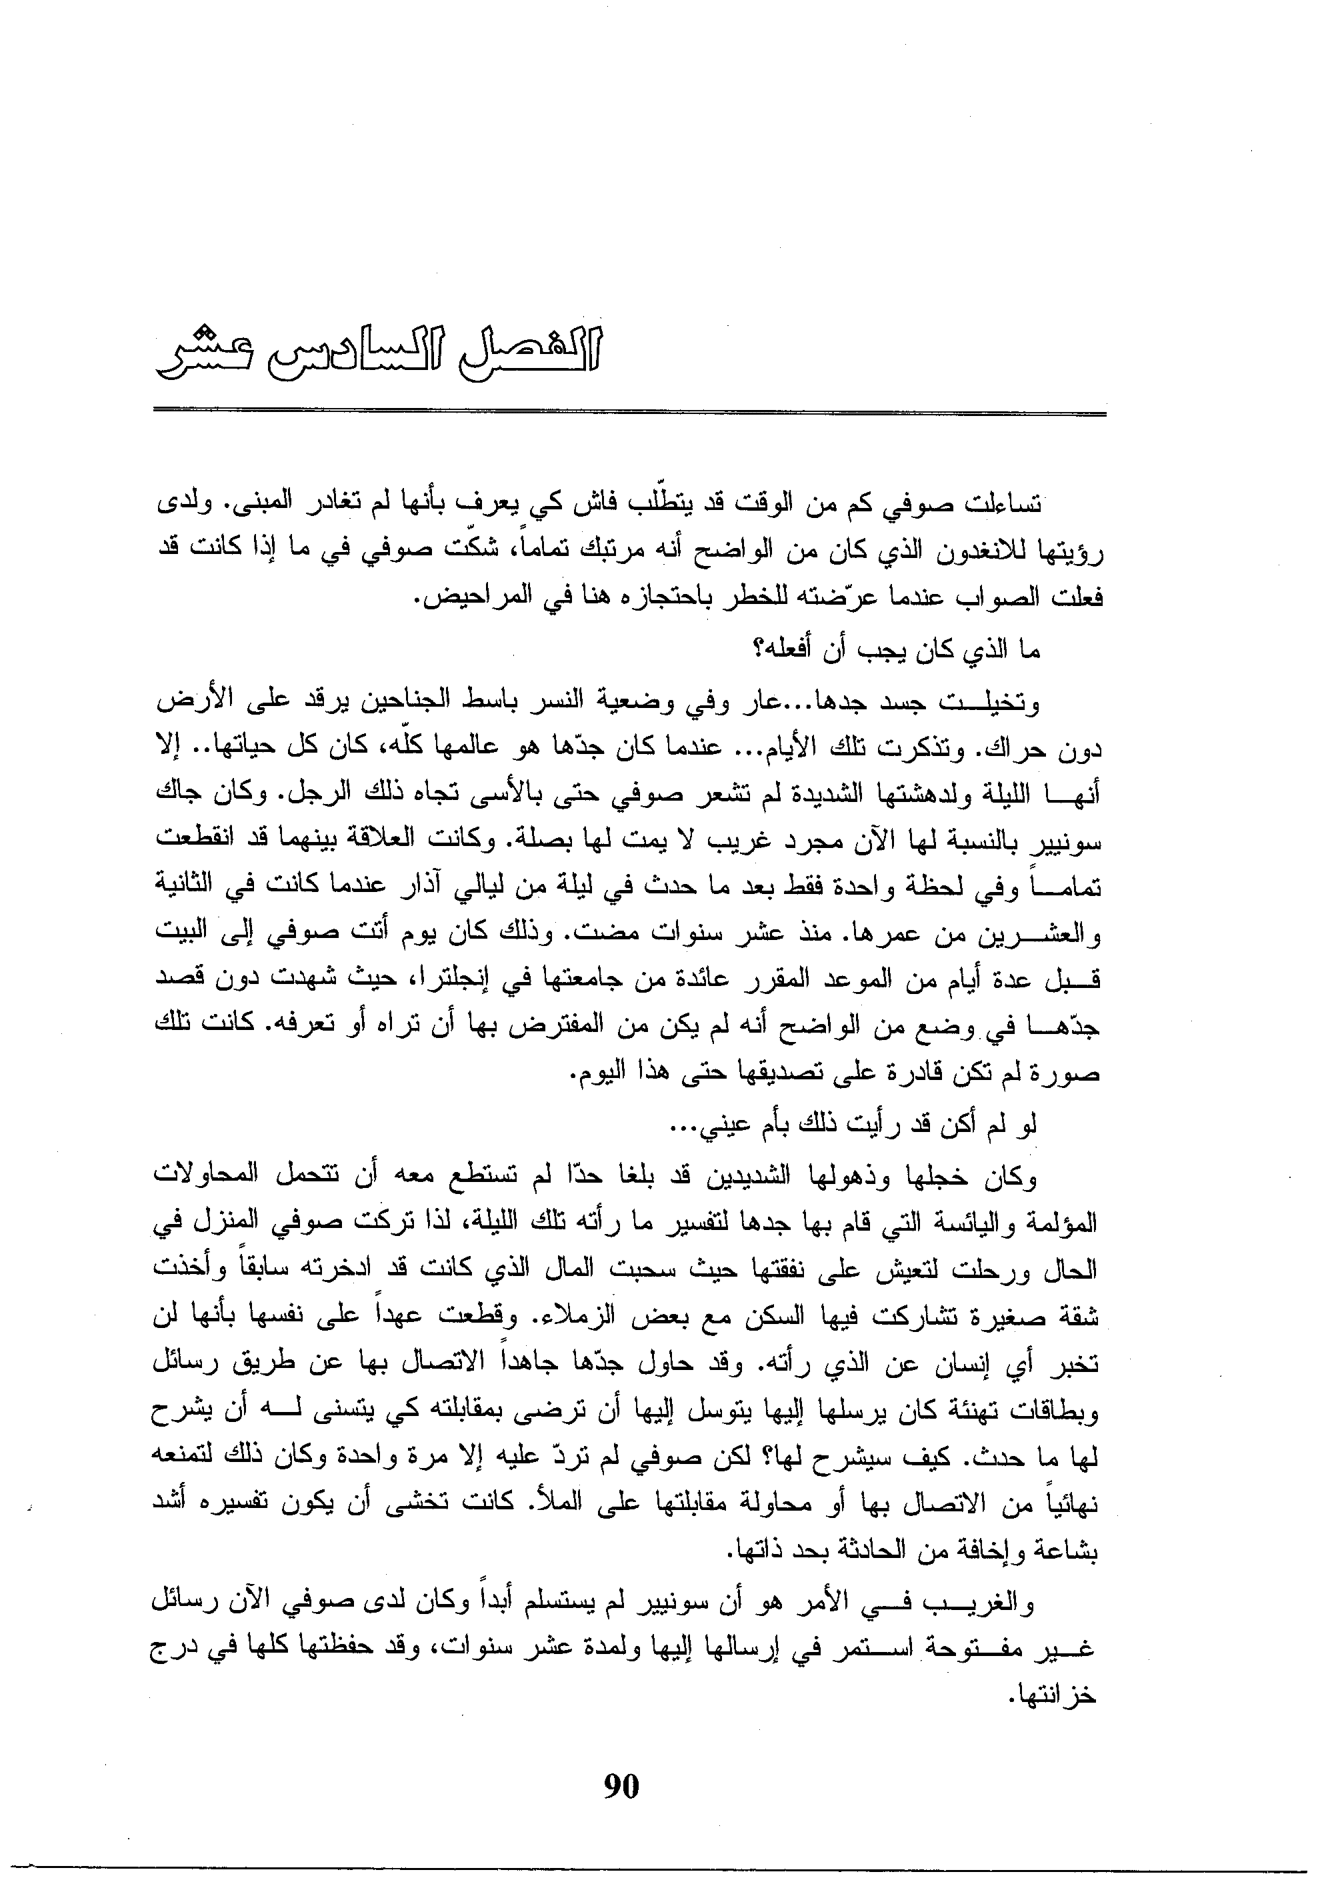 الفصل السادس عشر
تساءلت صوفي كم من الوقت قد يتطلّب فاش كي يعرف بأنها لم تغادر المبنى. ولدى
رؤيتها للانغدون الذي كان من الواضح أنه مرتبك تماماً، شكّت صوفي في ما إذا كانت قد
فعلت الصواب عندما عرّضته للخطر باحتجازه هنا في المراحيض.
ما الذي كان يجب أن أفعله؟
وتخيلت جسد جدها...عار وفي وضعية النسر باسط الجناحين يرقد على الأرض
دون حراك. وتذكرت تلك الأيام... عندما كان جدّها هو عالمها كلّه، كان كل حياتها.. إلا
أنها الليلة ولدهشتها الشديدة لم تشعر صوفي حتى بالأسى تجاه ذلك الرجل. وكان جاك
سونيير بالنسبة لها الآن مجرد غريب لا يمت لها بصلة. وكانت العلاقة بينهما قد انقطعت
تماماً وفي لحظة واحدة فقط بعد ما حدث في ليلة من ليالي آذار عندما كانت في الثانية
والعشرين من عمرها. منذ عشر سنوات مضت. وذلك كان يوم أتت صوفي إلى البيت
قبل عدة أيام من الموعد المقرر عائدة من جامعتها في إنجلترا، حيث شهدت دون قصد
جدّها في وضع من الواضح أنه لم يكن من المفترض بها أن تراه أو تعرفه. كانت تلك
صورة لم تكن قادرة على تصديقها حتى هذا اليوم.
لو لم أكن قد رأيت ذلك بأم عيني...
وكان خجلها وذهولها الشديدين قد بلغا حدّا لم تستطع معه أن تتحمل المحاولات
المؤلمة واليائسة التي قام بها جدها لتفسير ما رأته تلك الليلة، لذا تركت صوفي المنزل في
الحال ورحلت لتعيش على نفقتها حيث سحبت المال الذي كانت قد ادخرته سابقاً وأخذت
شقة صغيرة تشاركت فيها السكن مع بعض الزملاء. وقطعت عهداً على نفسها بأنها لن
تخبر أي إنسان عن الذي رأته. وقد حاول جدّها جاهداً الاتصال بها عن طريق رسائل
وبطاقات تهنئة كان يرسلها إليها يتوسل إليها أن ترضى بمقابلته كي يتسنى له أن يشرح
لها ما حدث. كيف سيشرح لها؟ لكن صوفي لم تردّ عليه إلا مرة واحدة وكان ذلك لتمنعه
نهائياً من الاتصال بها أو محاولة مقابلتها على الملأ. كانت تخشى أن يكون تفسيره أشد
بشاعة وإخافة من الحادثة بحد ذاتها.
والغريب في الأمر هو أن سونيير لم يستسلم أبداً وكان لدى صوفي الآن رسائل
غير مفتوحة استمر في إرسالها إليها ولمدة عشر سنوات، وقد حفظتها كلها في درج
خزانتها.
90